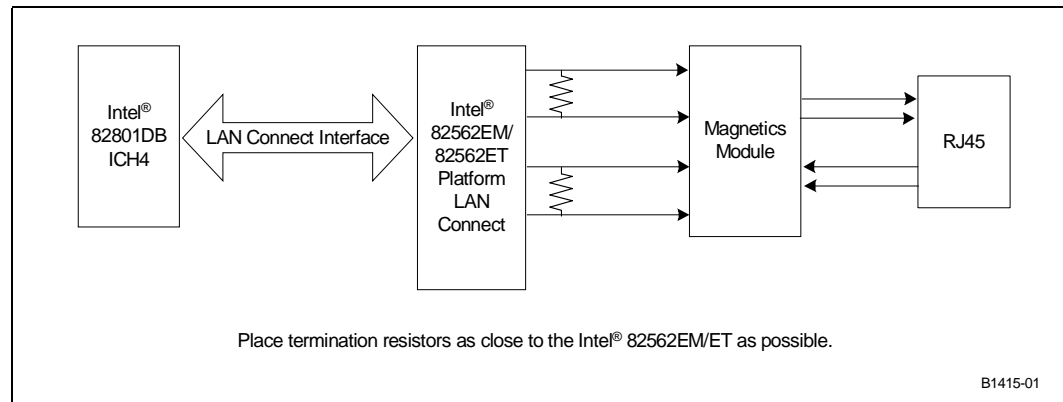 Intel®
82801DB
ICH4
LAN Connect Interface
Intel®
82562EM/
82562ET
Platform
LAN
Connect
Magnetics
Module
RJ45
Place termination resistors as close to the Intel® 82562EM/ET as possible.
B1415-01